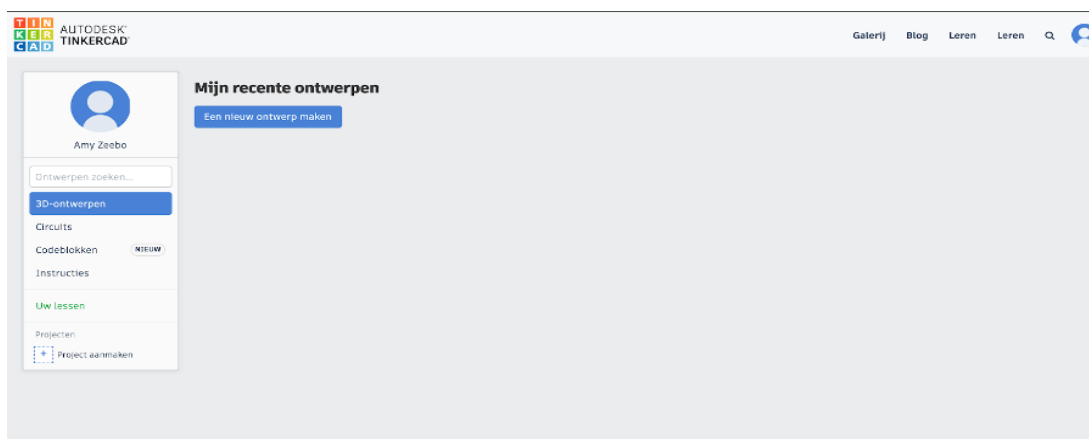 TIN
KER
CAD
AUTODESK®
TINKERCAD®
Galerij Blog Leren Leren
Amy Zeebo
Ontwerpen zoeken...
3D-ontwerpen
Circuits
Codeblokken NIEUW
Instructies
Uw lessen
Projecten
+ Project aanmaken
Mijn recente ontwerpen
Een nieuw ontwerp maken